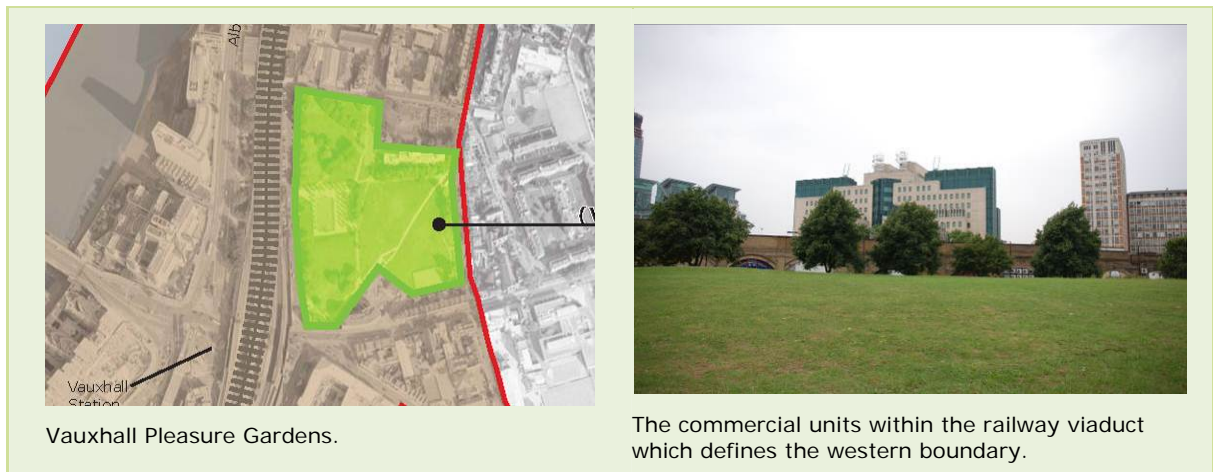 Alb
Vauxhall
Station
Vauxhall Pleasure Gardens.
The commercial units within the railway viaduct
which defines the western boundary.